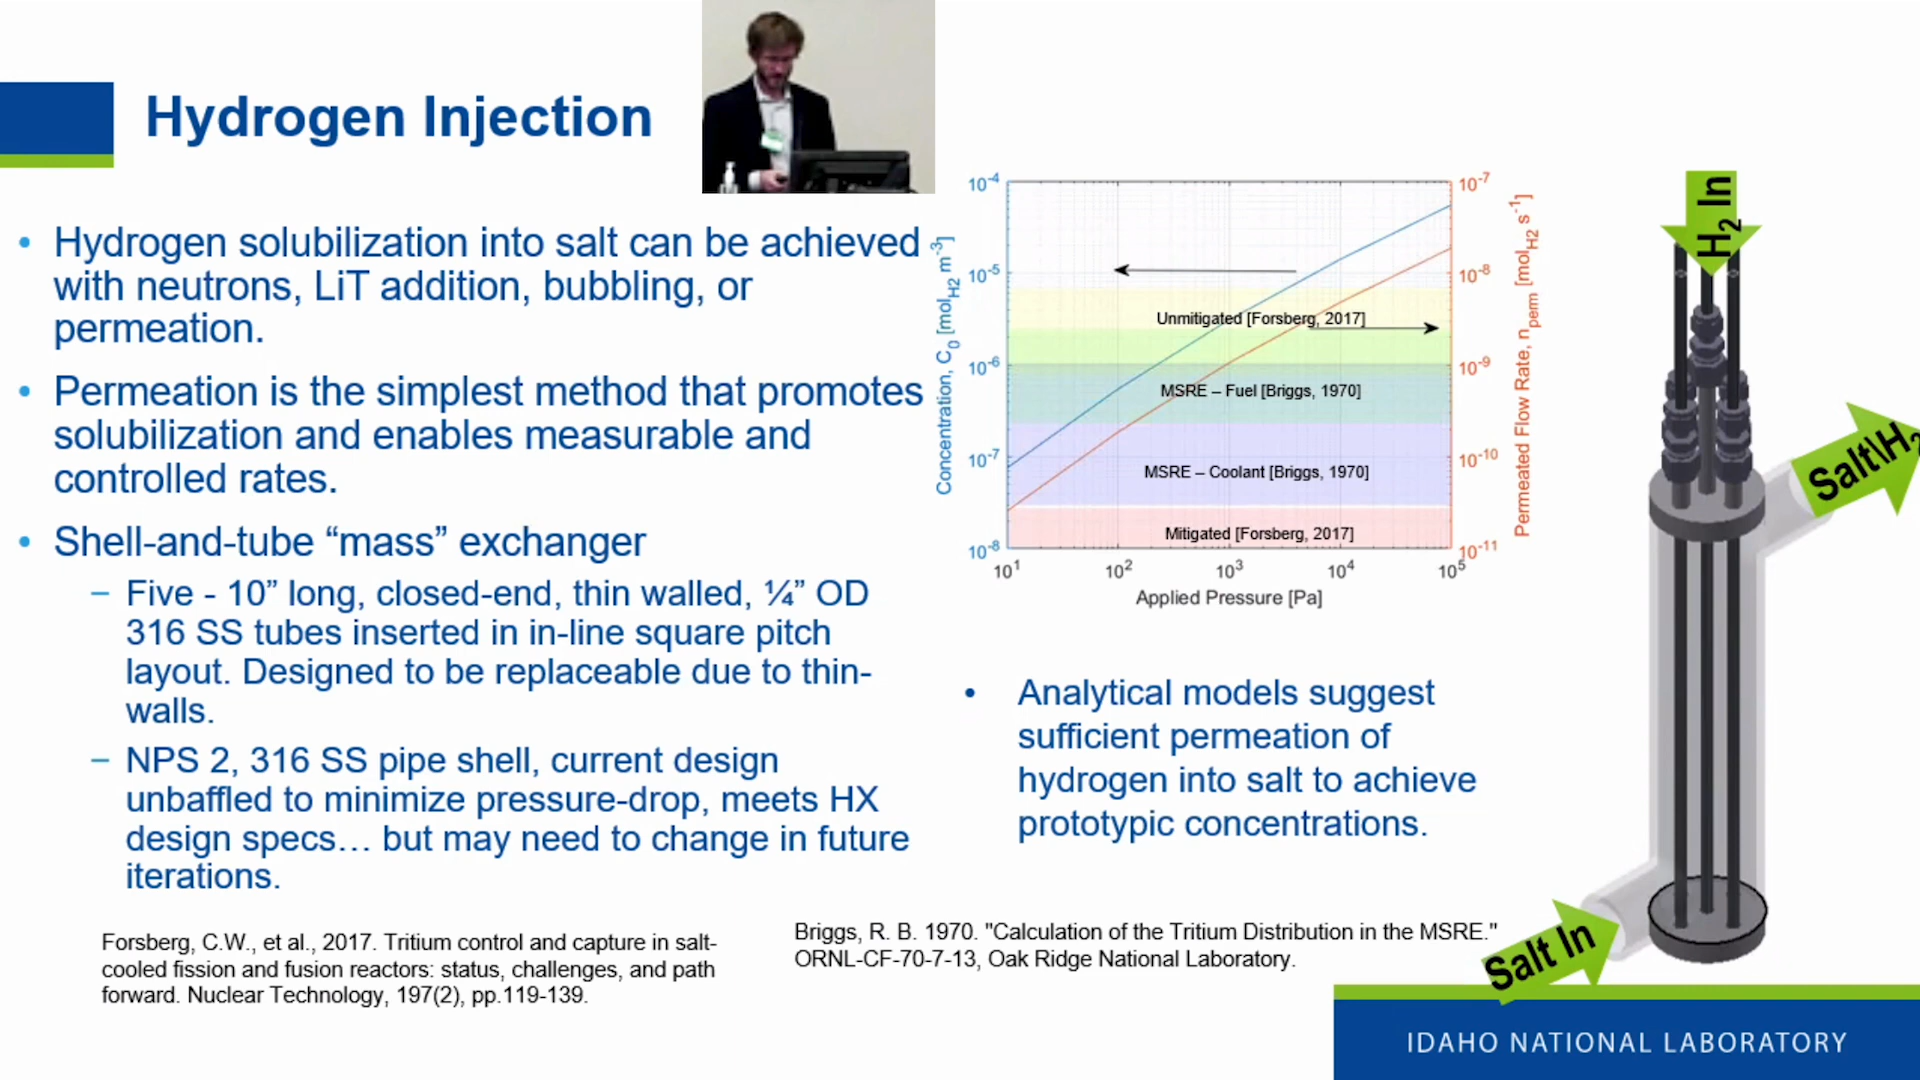 Hydrogen Injection
• Hydrogen solubilization into salt can be achieved
with neutrons, LiT addition, bubbling, or
permeation.
• Permeation is the simplest method that promotes
solubilization and enables measurable and
controlled rates.
• Shell-and-tube “mass” exchanger
– Five - 10” long, closed-end, thin walled, ¼” OD
316 SS tubes inserted in in-line square pitch
layout. Designed to be replaceable due to thin-
walls.
– NPS 2, 316 SS pipe shell, current design
unbaffled to minimize pressure-drop, meets HX
design specs… but may need to change in future
iterations.
Forsberg, C.W., et al., 2017. Tritium control and capture in salt-
cooled fission and fusion reactors: status, challenges, and path
forward. Nuclear Technology, 197(2), pp.119-139.
Concentration, C₀ [mol_H2 m⁻³]
10⁻⁴
10⁻⁵
10⁻⁶
10⁻⁷
10⁻⁸
Unmitigated [Forsberg, 2017]
MSRE – Fuel [Briggs, 1970]
MSRE – Coolant [Briggs, 1970]
Mitigated [Forsberg, 2017]
10⁻⁷
10⁻⁸
10⁻⁹
10⁻¹⁰
10⁻¹¹
Permeated Flow Rate, n_perm [mol_H2 s⁻¹]
10¹ 10² 10³ 10⁴ 10⁵
Applied Pressure [Pa]
• Analytical models suggest
sufficient permeation of
hydrogen into salt to achieve
prototypic concentrations.
Briggs, R. B. 1970. "Calculation of the Tritium Distribution in the MSRE."
ORNL-CF-70-7-13, Oak Ridge National Laboratory.
H₂ In
Salt\H₂
Salt In
IDAHO NATIONAL LABORATORY